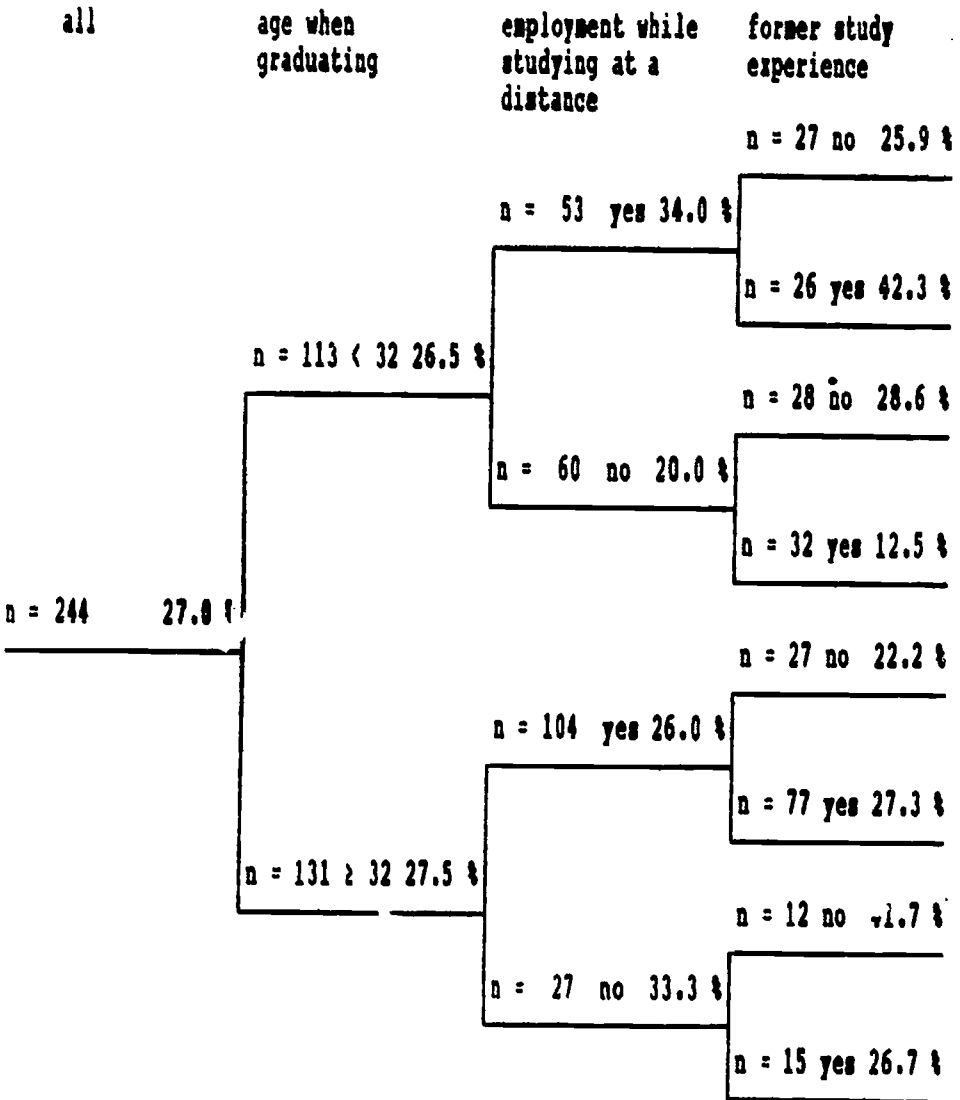 all
age when
graduating
employment while
studying at a
distance
former study
experience
n = 27 no 25.9 %
n = 53 yes 34.0 %
n = 26 yes 42.3 %
n = 113 < 32 26.5 %
n = 28 no 28.6 %
n = 60 no 20.0 %
n = 32 yes 12.5 %
n = 244 27.0 %
n = 27 no 22.2 %
n = 104 yes 26.0 %
n = 77 yes 27.3 %
n = 131 ≥ 32 27.5 %
n = 12 no %
n = 27 no 33.3 %
n = 15 yes 26.7 %